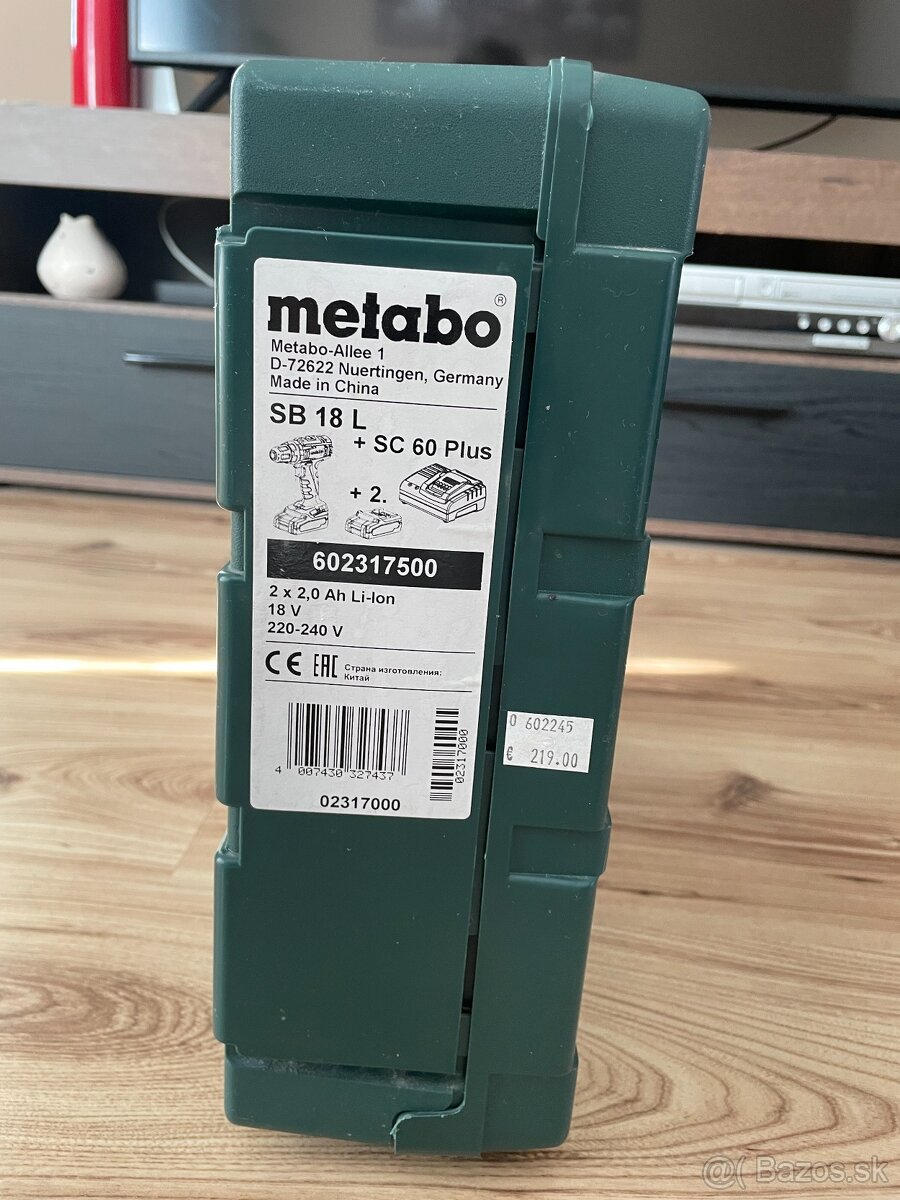 metabo®
Metabo-Allee 1
D-72622 Nuertingen, Germany
Made in China
SB 18 L
+ SC 60 Plus
+ 2.
602317500
2 x 2,0 Ah Li-Ion
18 V
220-240 V
CE EAC Страна изготовления:
Китай
4 007430 327437
02317000
02317000
0 602245
€ 219.00
@( Bazos.sk